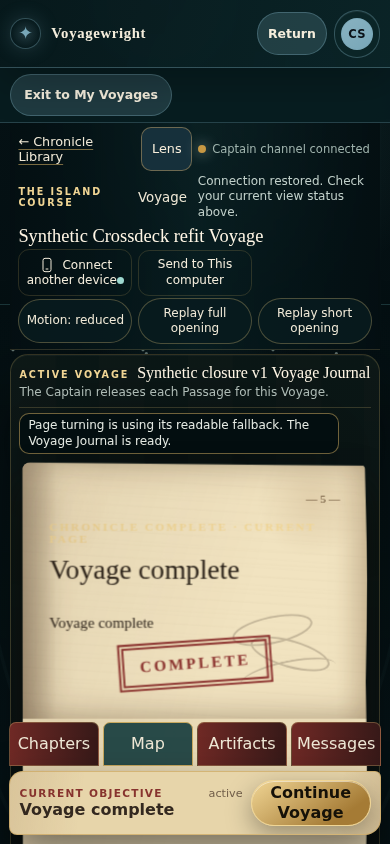 Voyagewright
Return
CS
Exit to My Voyages
← Chronicle
Library
Lens
Captain channel connected
THE ISLAND
COURSE
Voyage
Connection restored. Check
your current view status
above.
Synthetic Crossdeck refit Voyage
Connect
another device
Send to This
computer
Motion: reduced
Replay full
opening
Replay short
opening
ACTIVE VOYAGE Synthetic closure v1 Voyage Journal
The Captain releases each Passage for this Voyage.
Page turning is using its readable fallback. The
Voyage Journal is ready.
— 5 —
CHRONICLE COMPLETE · CURRENT
PAGE
Voyage complete
Voyage complete
COMPLETE
Chapters
Map
Artifacts
Messages
CURRENT OBJECTIVE
Voyage complete
active
Continue
Voyage